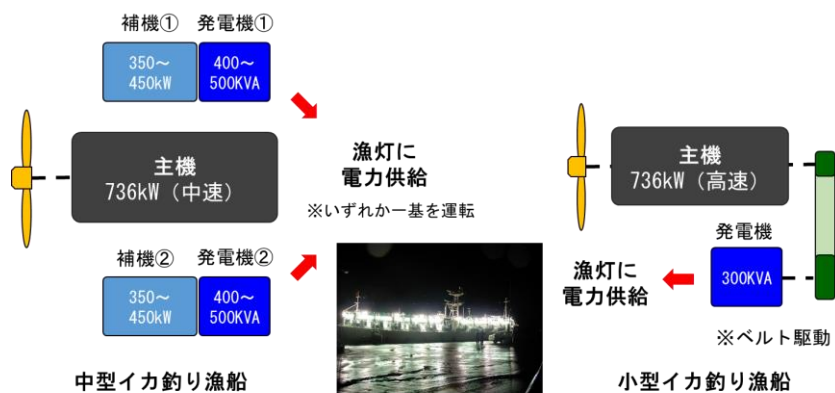 補機① 発電機①
350～
450kW
400～
500KVA
主機
736kW（中速）
漁灯に
電力供給
※いずれか一基を運転
補機② 発電機②
350～
450kW
400～
500KVA
中型イカ釣り漁船
主機
736kW（高速）
発電機
300KVA
漁灯に
電力供給
※ベルト駆動
小型イカ釣り漁船